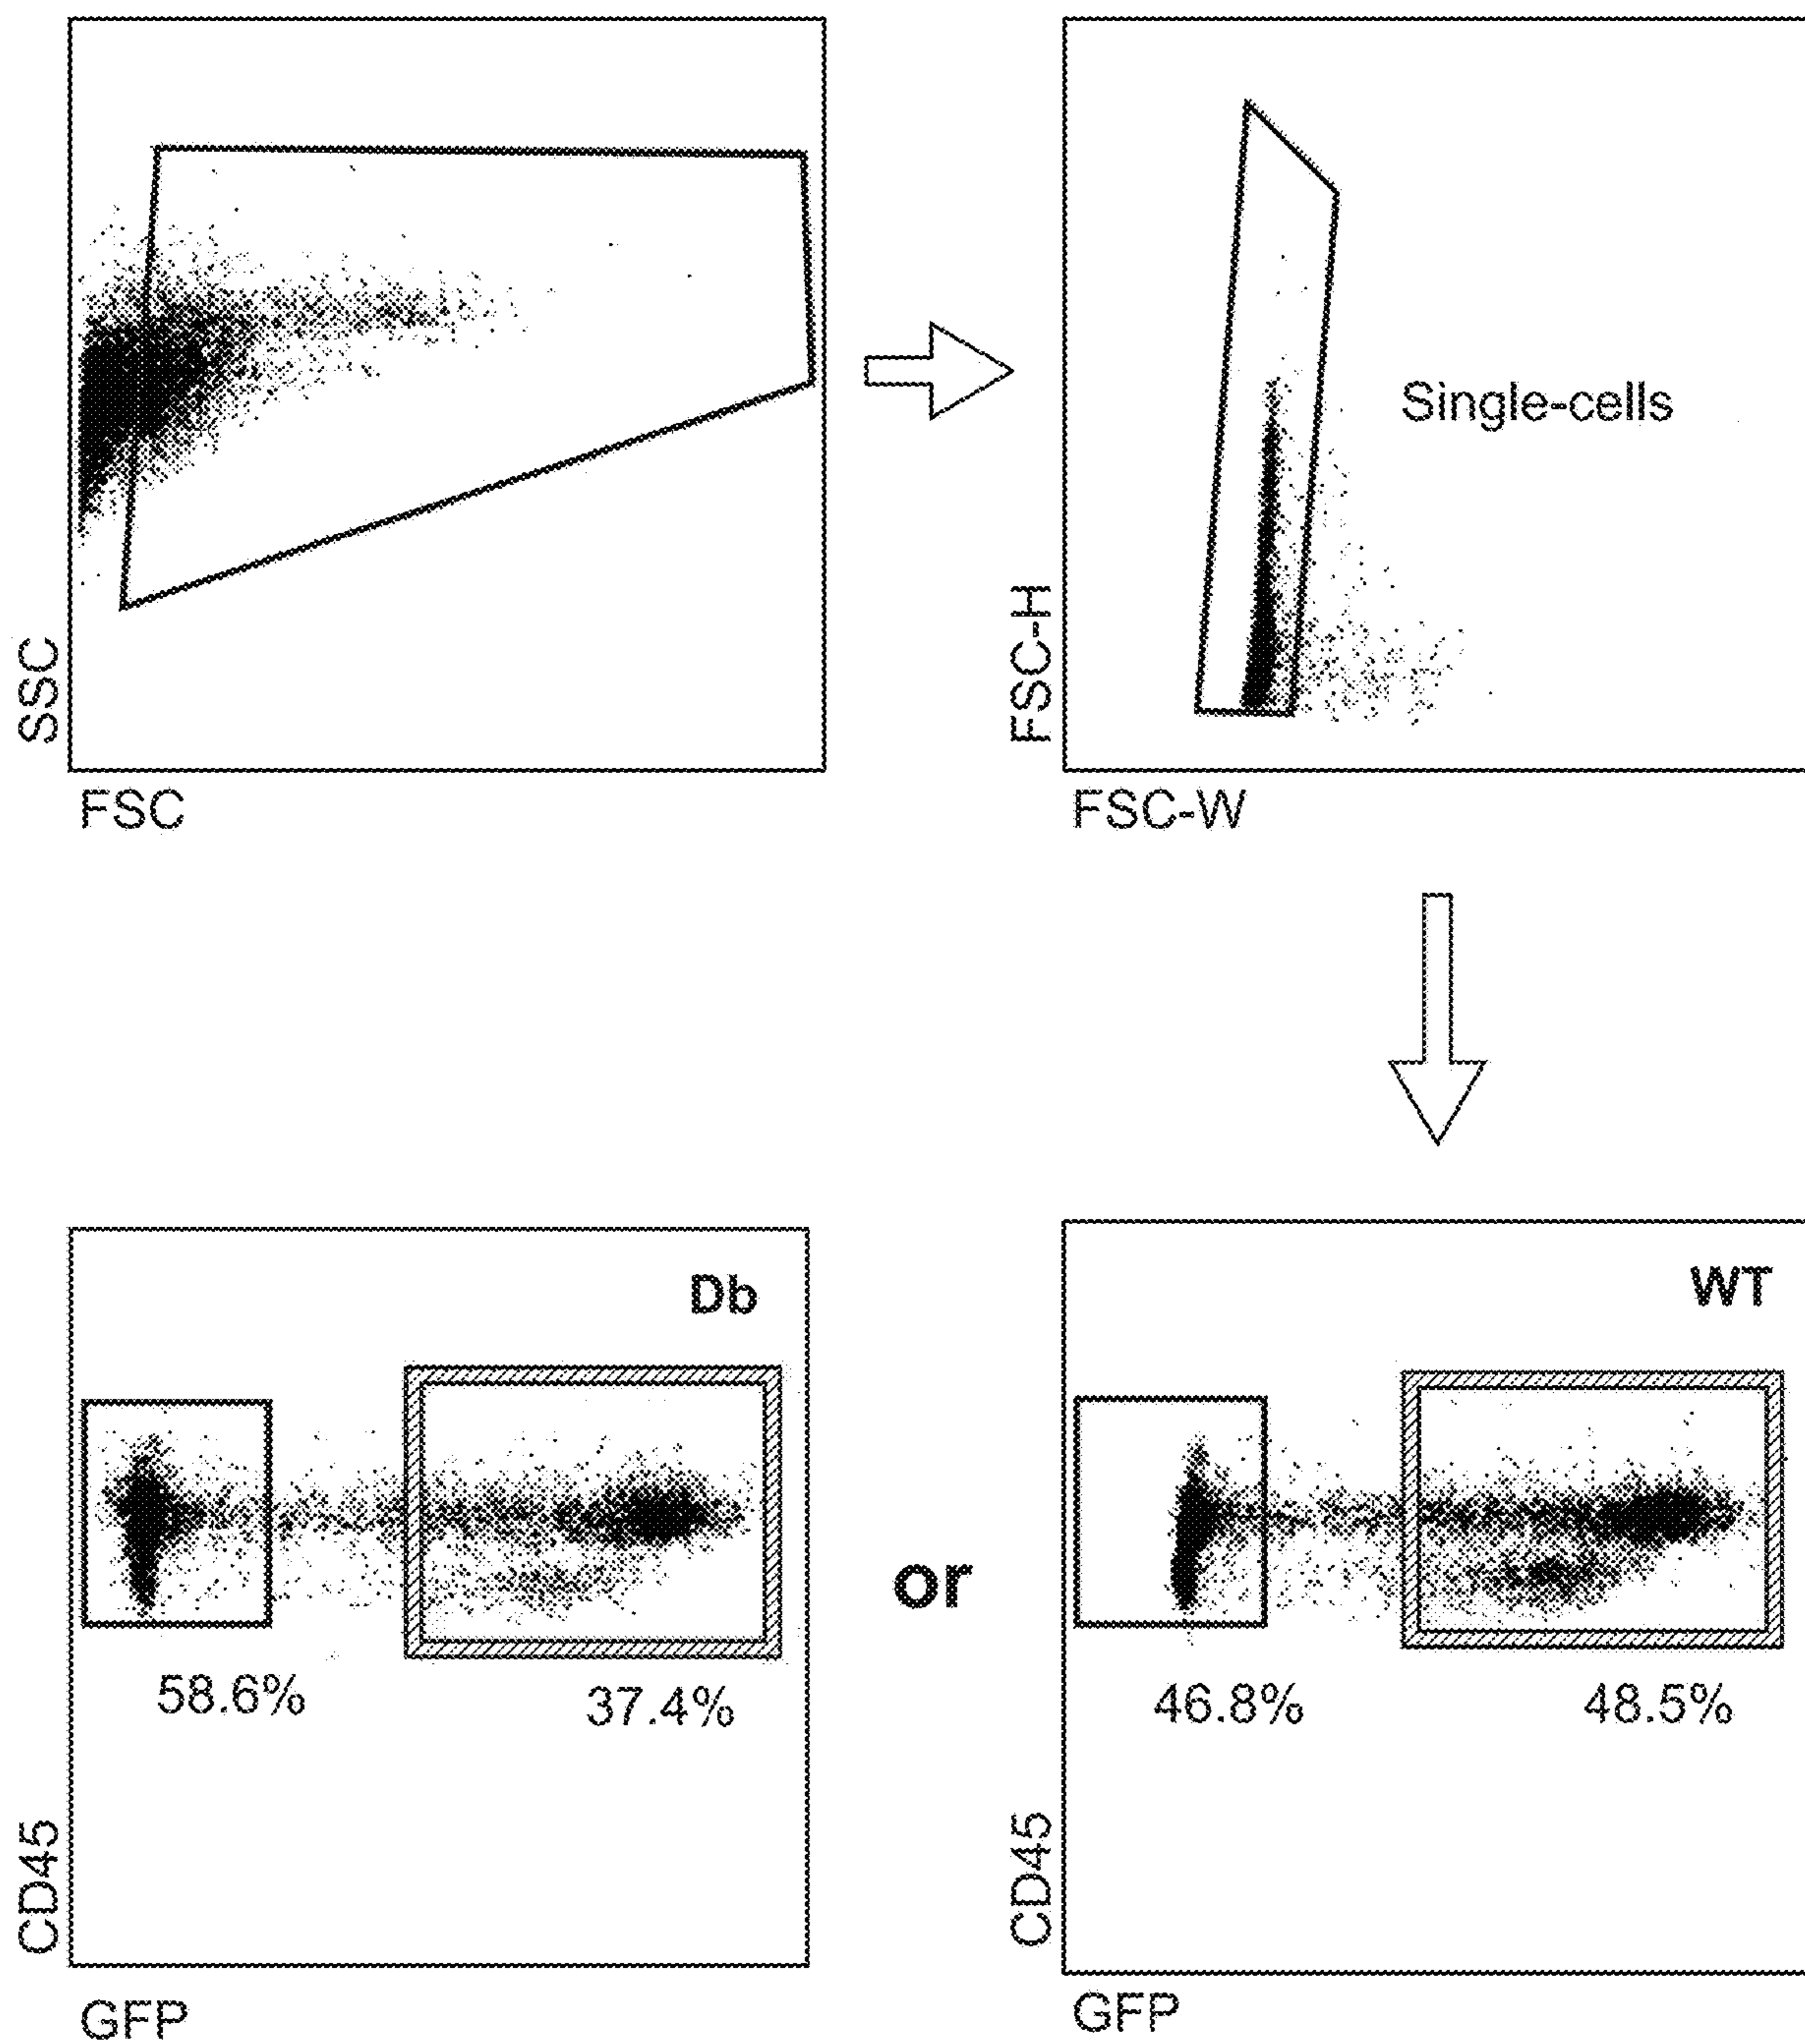 SSC
FSC
FSC-H
Single-cells
FSC-W
Db
58.6%
37.4%
CD45
GFP
or
WT
46.8%
48.5%
CD45
GFP